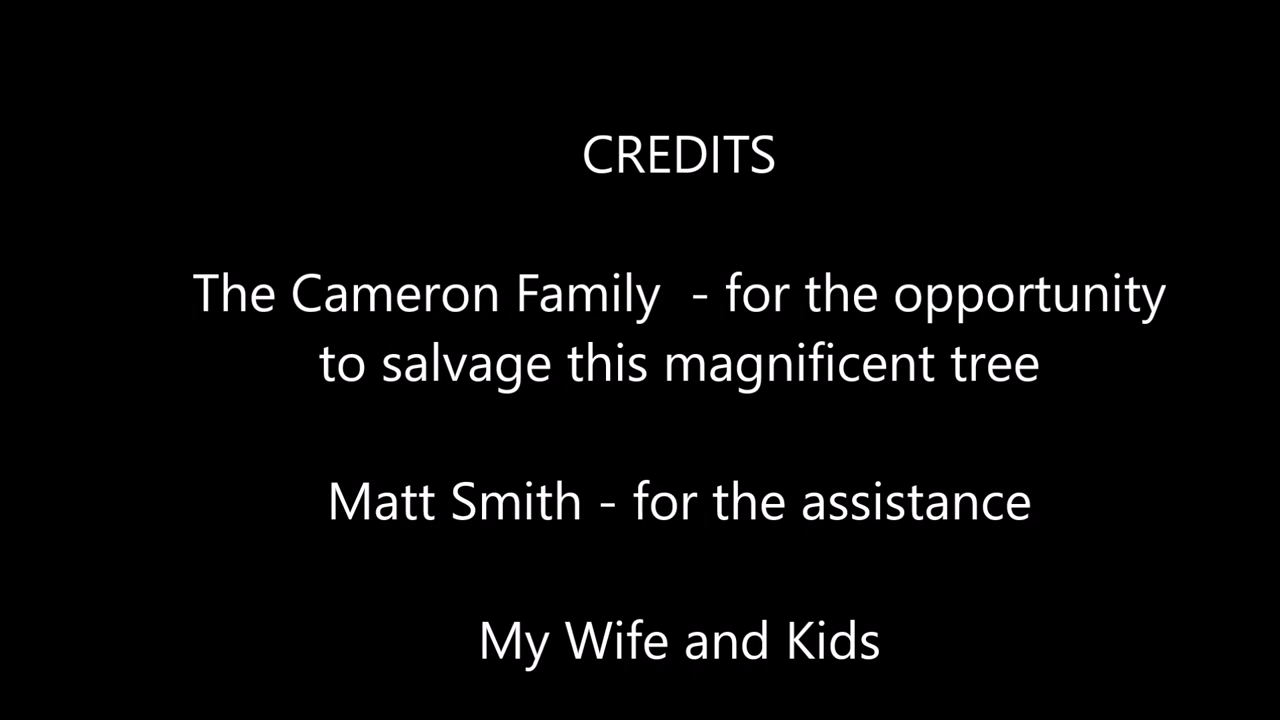 CREDITS
The Cameron Family  - for the opportunity
to salvage this magnificent tree
Matt Smith - for the assistance
My Wife and Kids